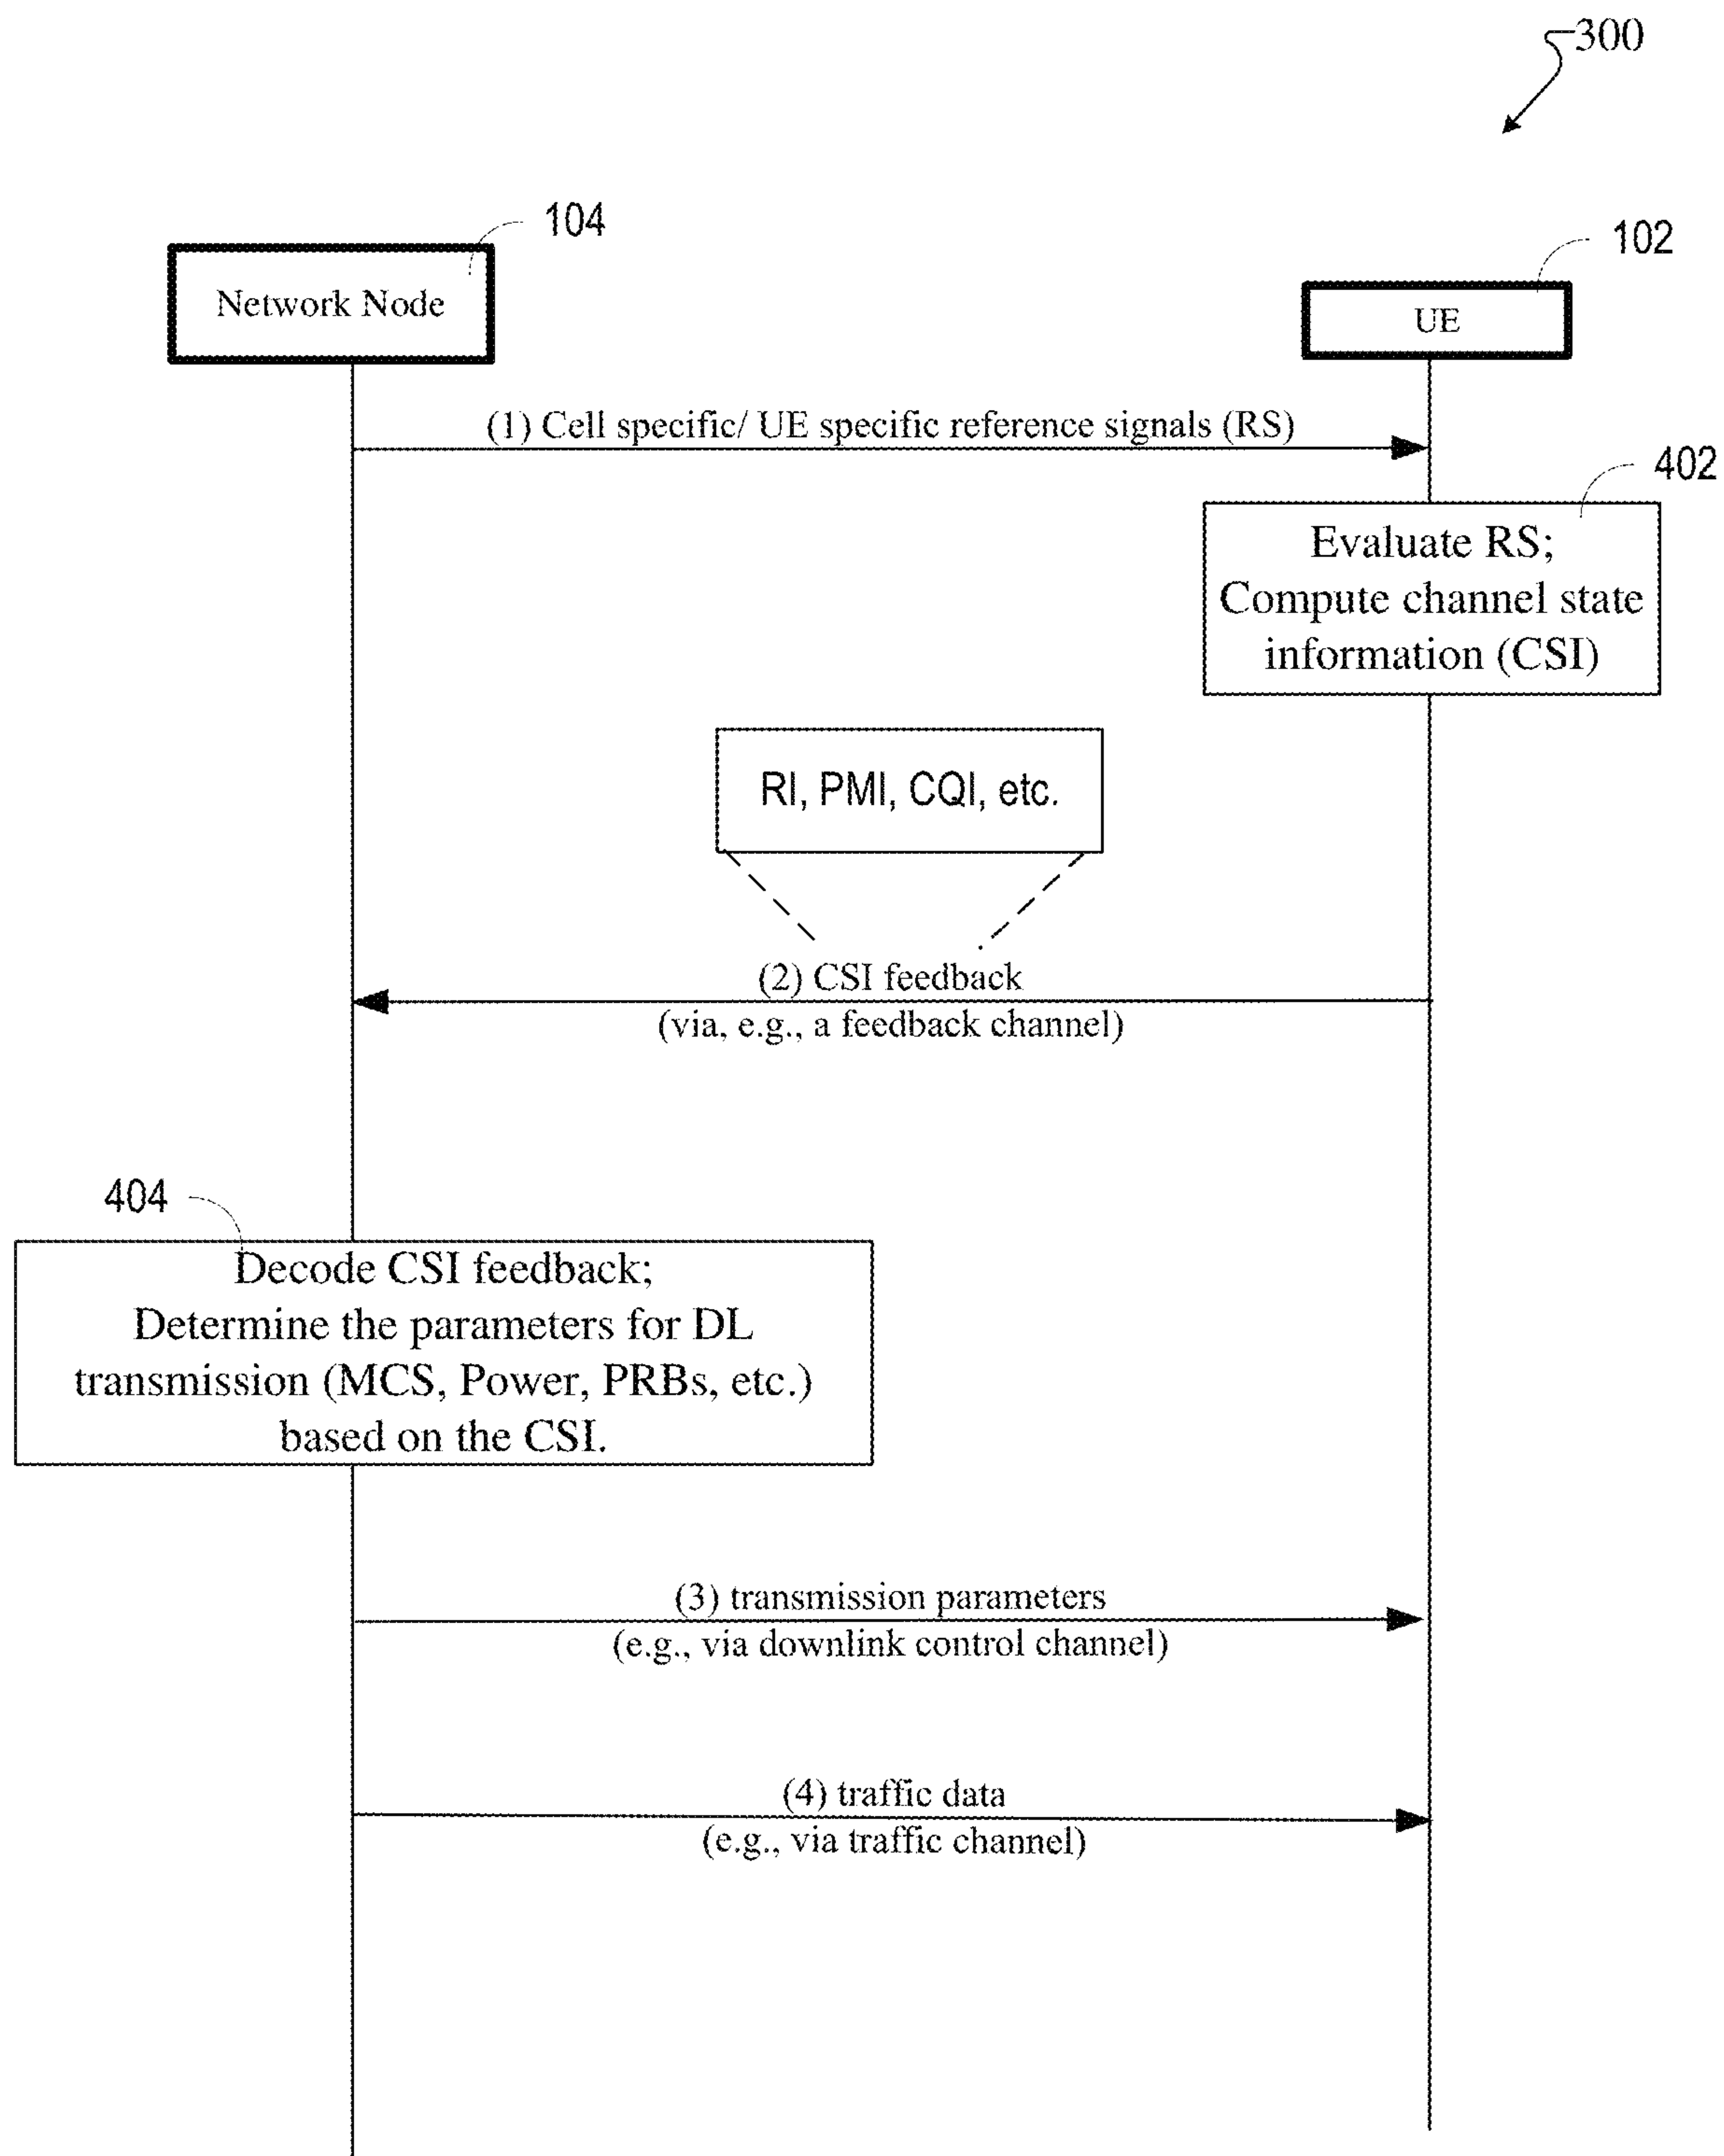 300
104
Network Node
102
UE
(1) Cell specific/ UE specific reference signals (RS)
402
Evaluate RS;
Compute channel state
information (CSI)
RI, PMI, CQI, etc.
(2) CSI feedback
(via, e.g., a feedback channel)
404
Decode CSI feedback;
Determine the parameters for DL
transmission (MCS, Power, PRBs, etc.)
based on the CSI.
(3) transmission parameters
(e.g., via downlink control channel)
(4) traffic data
(e.g., via traffic channel)